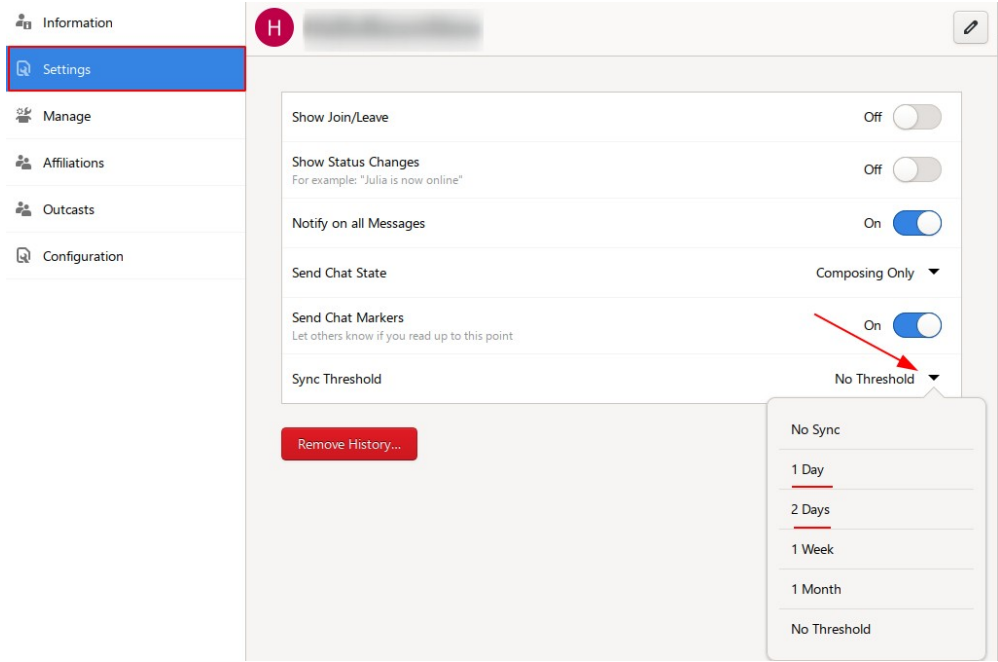 Information
Settings
Manage
Affiliations
Outcasts
Configuration
H
Show Join/Leave Off
Show Status Changes Off
For example: "Julia is now online"
Notify on all Messages On
Send Chat State Composing Only
Send Chat Markers On
Let others know if you read up to this point
Sync Threshold No Threshold
Remove History...
No Sync
1 Day
2 Days
1 Week
1 Month
No Threshold